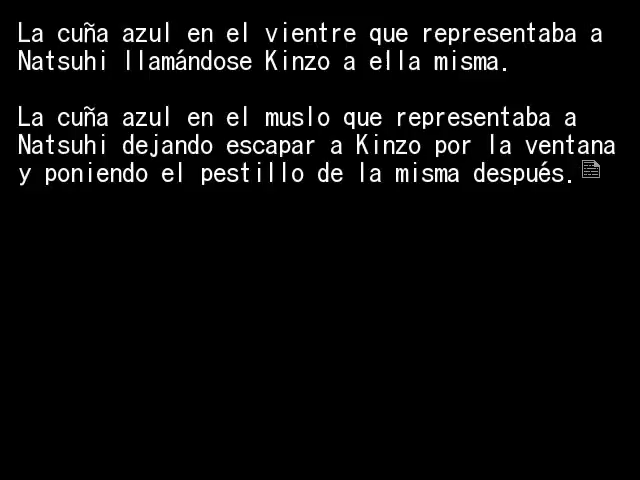 La cuña azul en el vientre que representaba a
Natsuhi llamándose Kinzo a ella misma.
La cuña azul en el muslo que representaba a
Natsuhi dejando escapar a Kinzo por la ventana
y poniendo el pestillo de la misma después.